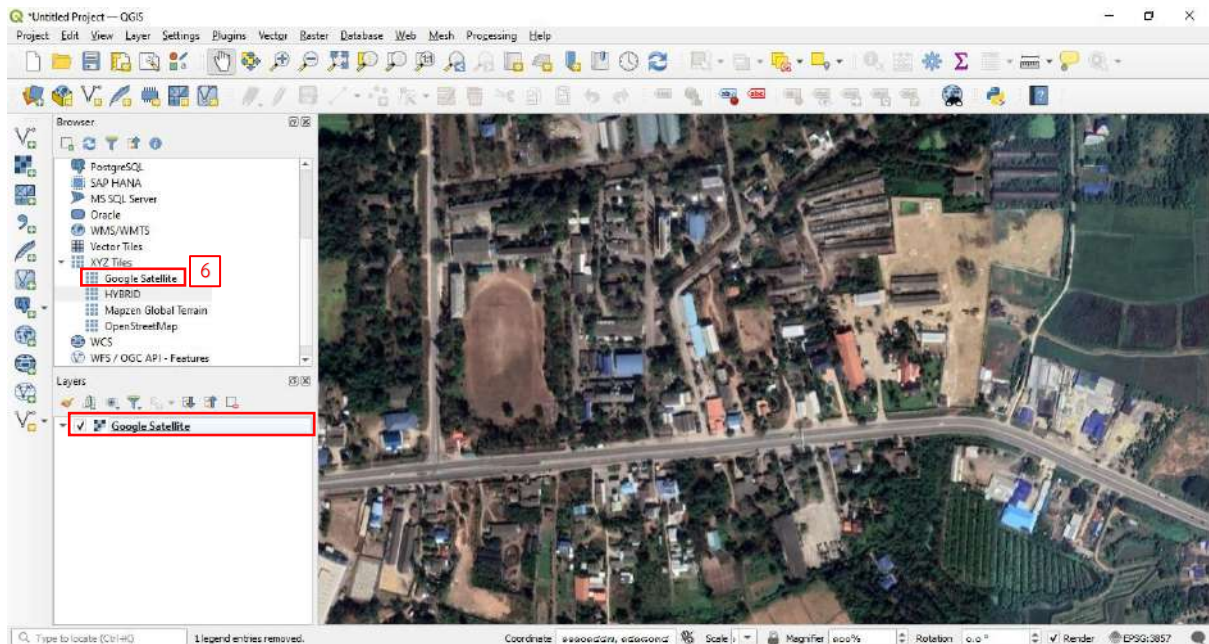 *Untitled Project — QGIS
Project Edit View Layer Settings Plugins Vector Raster Database Web Mesh Processing Help
Browser
PostgreSQL
SAP HANA
MS SQL Server
Oracle
WMS/WMTS
Vector Tiles
XYZ Tiles
Google Satellite
6
HYBRID
Mapzen Global Terrain
OpenStreetMap
WCS
WFS / OGC API - Features
Layers
Google Satellite
Type to locate (Ctrl+K) 1 legend entries removed. Coordinate Scale Magnifier Rotation Render EPSG:3857